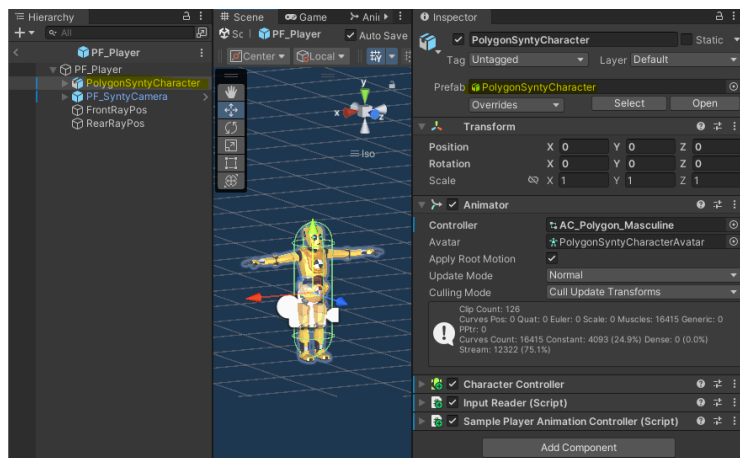 Hierarchy
All
PF_Player
PF_Player
PolygonSyntyCharacter
PF_SyntyCamera
FrontRayPos
RearRayPos
Scene Game Ani
Sc PF_Player Auto Save
Center Local
y
x z
Iso
Inspector
PolygonSyntyCharacter Static
Tag Untagged Layer Default
Prefab PolygonSyntyCharacter
Overrides Select Open
Transform
Position X 0 Y 0 Z 0
Rotation X 0 Y 0 Z 0
Scale X 1 Y 1 Z 1
Animator
Controller AC_Polygon_Masculine
Avatar PolygonSyntyCharacterAvatar
Apply Root Motion
Update Mode Normal
Culling Mode Cull Update Transforms
Clip Count: 126
Curves Pos: 0 Quat: 0 Euler: 0 Scale: 0 Muscles: 16415 Generic: 0
PPtr: 0
Curves Count: 16415 Constant: 4093 (24.9%) Dense: 0 (0.0%)
Stream: 12322 (75.1%)
Character Controller
Input Reader (Script)
Sample Player Animation Controller (Script)
Add Component